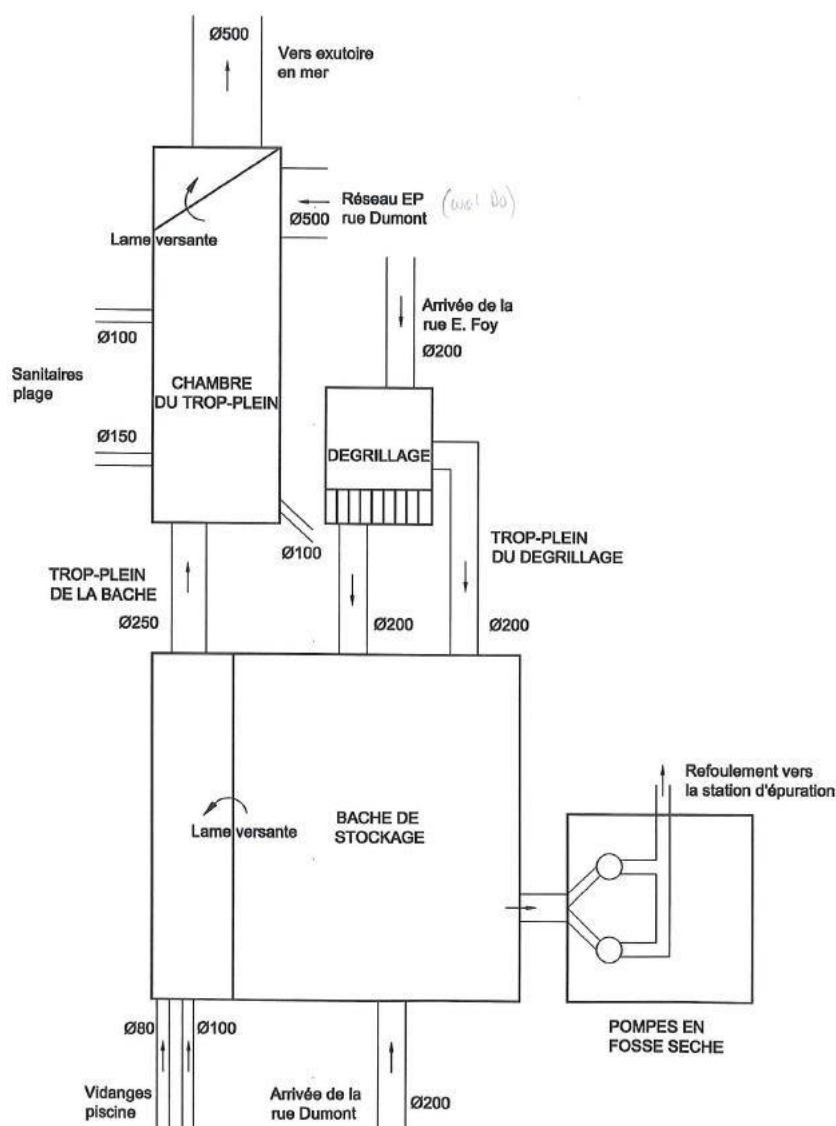 Ø500
Vers exutoire
en mer
Réseau EP
rue Dumont
Ø500
Lame versante
Arrivée de la
rue E. Foy
Ø200
Ø100
Sanitaires
plage
CHAMBRE
DU TROP-PLEIN
Ø150
DEGRILLAGE
Ø100
TROP-PLEIN
DU DEGRILLAGE
TROP-PLEIN
DE LA BACHE
Ø250
Ø200
Ø200
Refoulement vers
la station d'épuration
Lame versante
BACHE DE
STOCKAGE
POMPES EN
FOSSE SECHE
Ø80
Ø100
Vidanges
piscine
Arrivée de la
rue Dumont
Ø200